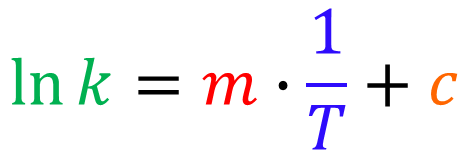 ln k = m · 1/T + c